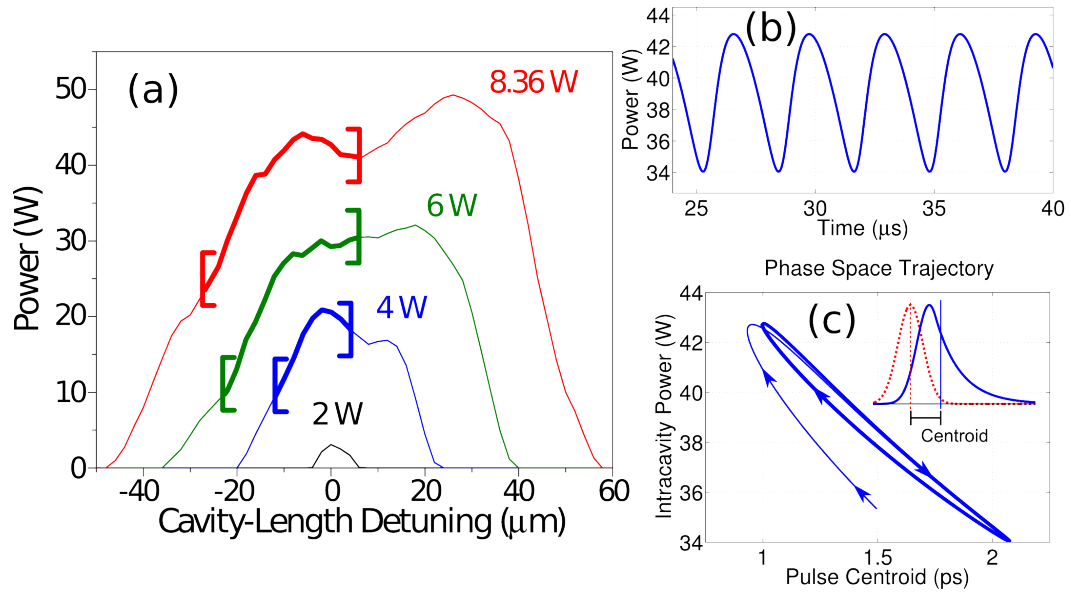 (a)
8.36 W
6 W
4 W
2 W
Power (W)
50
40
30
20
10
0
-40 -20 0 20 40 60
Cavity-Length Detuning (μm)
(b)
Power (W)
44
42
40
38
36
34
25 30 35 40
Time (μs)
Phase Space Trajectory
(c)
Centroid
Intracavity Power (W)
44
42
40
38
36
34
1 1.5 2
Pulse Centroid (ps)